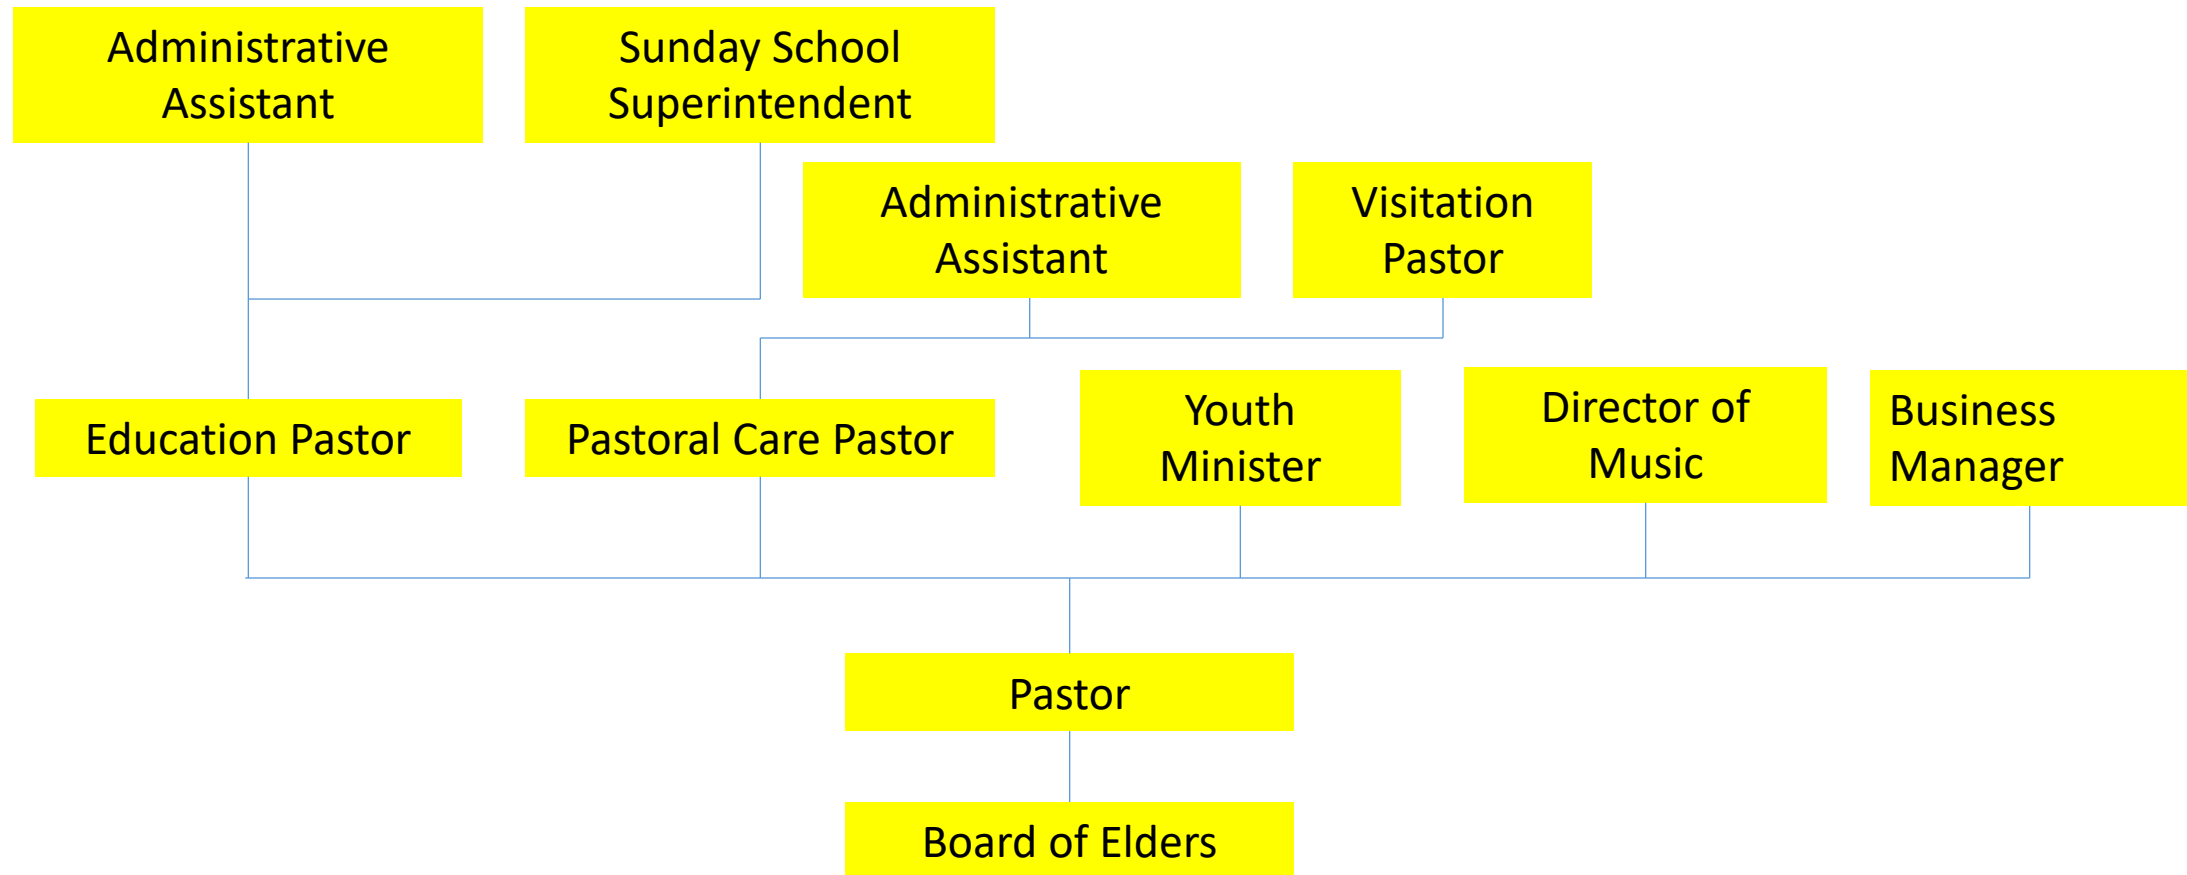 Administrative
Assistant
Sunday School
Superintendent
Administrative
Assistant
Visitation
Pastor
Education Pastor
Pastoral Care Pastor
Youth
Minister
Director of
Music
Business
Manager
Pastor
Board of Elders